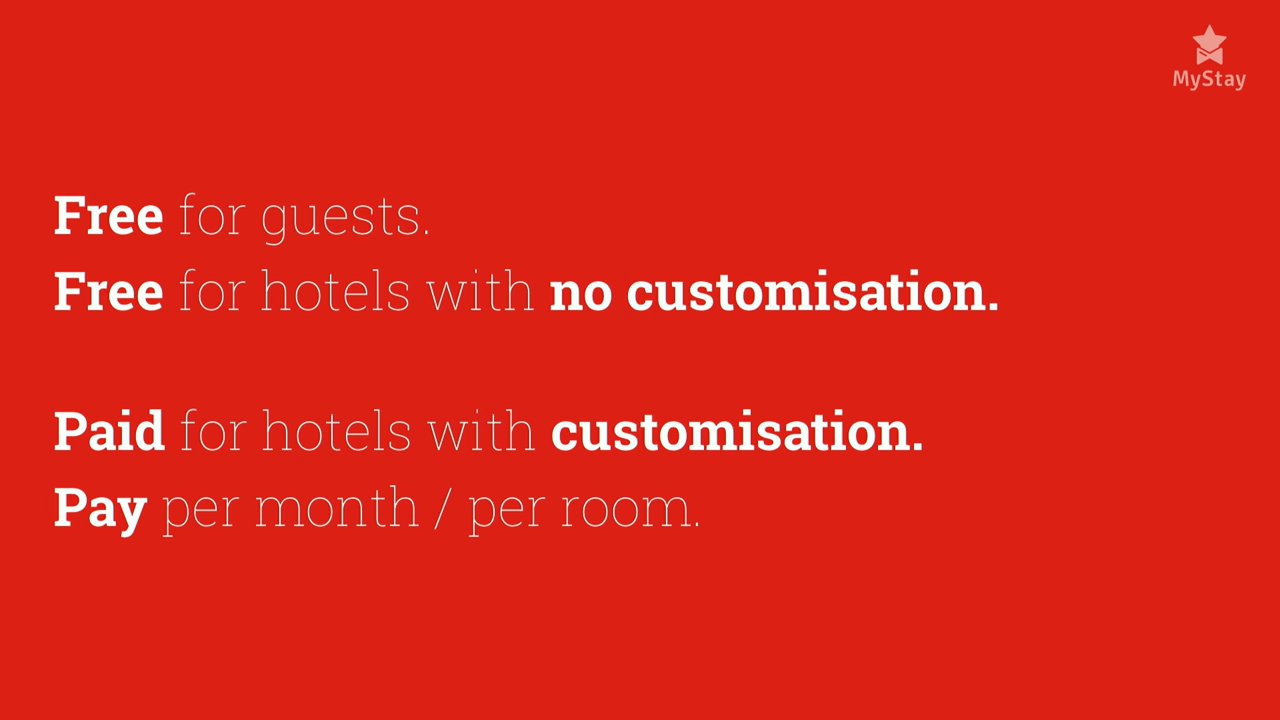 MyStay
Free for guests.
Free for hotels with no customisation.
Paid for hotels with customisation.
Pay per month / per room.